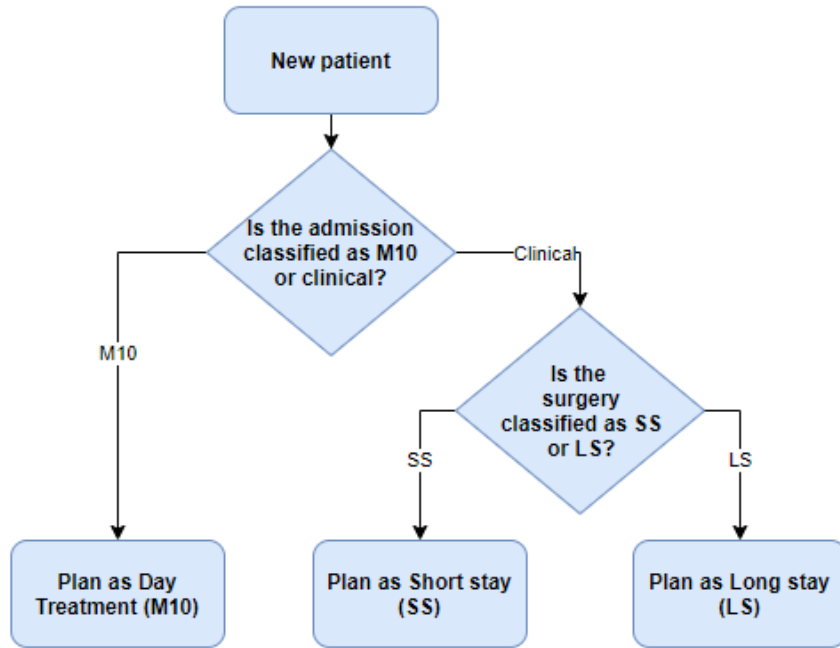 New patient
Is the admission
classified as M10
or clinical?
Clinical
M10
Is the
surgery
classified as SS
or LS?
SS
LS
Plan as Day
Treatment (M10)
Plan as Short stay
(SS)
Plan as Long stay
(LS)